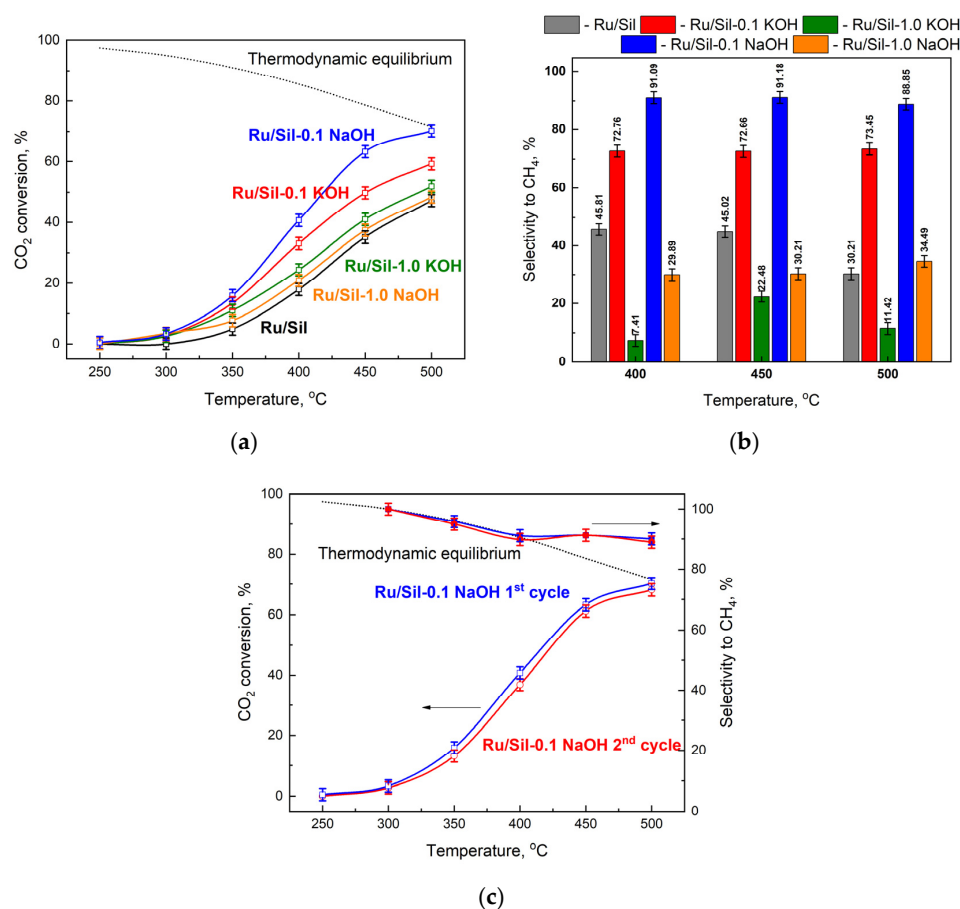 (a)
CO2 conversion, %
100
80
60
40
20
0
Thermodynamic equilibrium
Ru/Sil-0.1 NaOH
Ru/Sil-0.1 KOH
Ru/Sil-1.0 KOH
Ru/Sil-1.0 NaOH
Ru/Sil
250 300 350 400 450 500
Temperature, °C
- Ru/Sil - Ru/Sil-0.1 KOH - Ru/Sil-1.0 KOH
- Ru/Sil-0.1 NaOH - Ru/Sil-1.0 NaOH
Selectivity to CH4, %
100
80
60
40
20
0
45.81 72.76 7.41 91.09 29.89
45.02 72.66 22.48 91.18 30.21
30.21 73.45 11.42 88.85 34.49
400 450 500
Temperature, °C
(b)
CO2 conversion, %
100
80
60
40
20
0
Thermodynamic equilibrium
Ru/Sil-0.1 NaOH 1st cycle
Ru/Sil-0.1 NaOH 2nd cycle
100
80
60
40
20
0
Selectivity to CH4, %
250 300 350 400 450 500
Temperature, °C
(c)